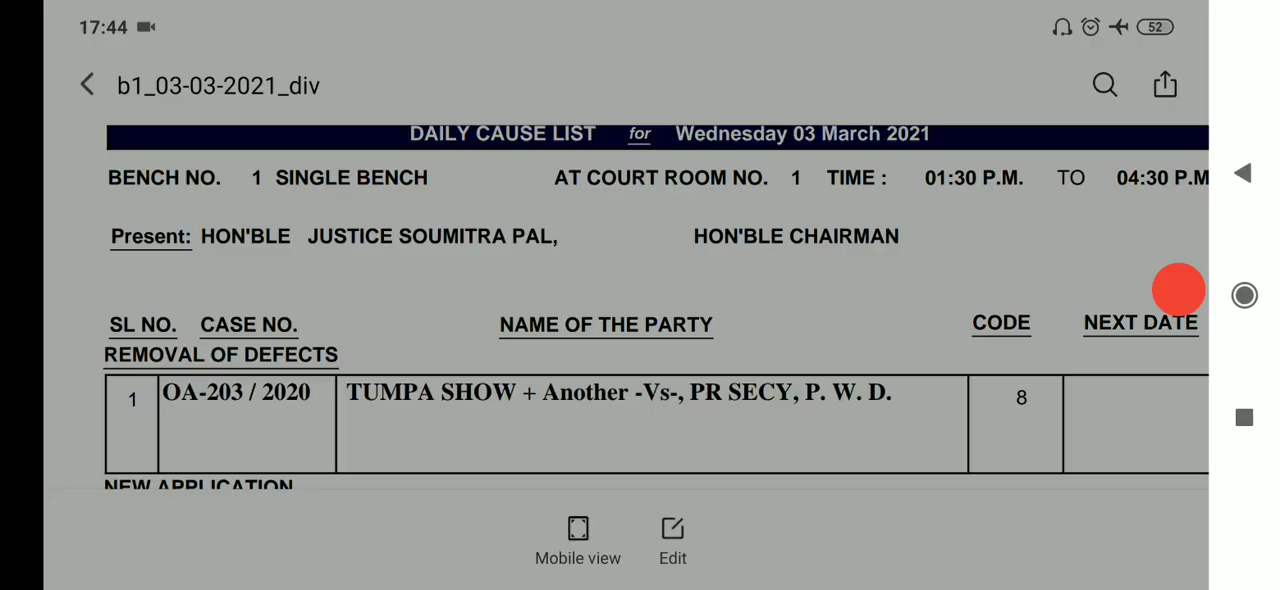 17:44
52
b1_03-03-2021_div
DAILY CAUSE LIST for Wednesday 03 March 2021
BENCH NO. 1 SINGLE BENCH AT COURT ROOM NO. 1 TIME : 01:30 P.M. TO 04:30 P.M
Present: HON'BLE JUSTICE SOUMITRA PAL, HON'BLE CHAIRMAN
SL NO. CASE NO. NAME OF THE PARTY CODE NEXT DATE
REMOVAL OF DEFECTS
1 OA-203 / 2020 TUMPA SHOW + Another -Vs-, PR SECY, P. W. D. 8
NEW APPLICATION
Mobile view Edit